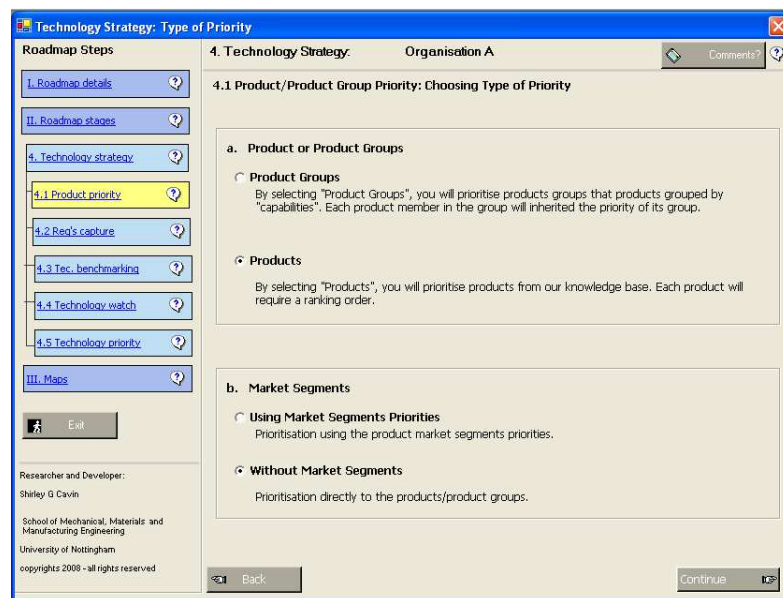 Technology Strategy: Type of Priority
Roadmap Steps
4. Technology Strategy: Organisation A
Comments?
I. Roadmap details
4.1 Product/Product Group Priority: Choosing Type of Priority
II. Roadmap stages
4. Technology strategy
4.1 Product priority
4.2 Req's capture
4.3 Tec. benchmarking
4.4 Technology watch
4.5 Technology priority
III. Maps
Exit
Researcher and Developer:
Shirley G Cavin
School of Mechanical, Materials and
Manufacturing Engineering
University of Nottingham
copyrights 2008 - all rights reserved
a. Product or Product Groups
Product Groups
By selecting "Product Groups", you will prioritise products groups that products grouped by
"capabilities". Each product member in the group will inherited the priority of its group.
Products
By selecting "Products", you will prioritise products from our knowledge base. Each product will
require a ranking order.
b. Market Segments
Using Market Segments Priorities
Prioritisation using the product market segments priorities.
Without Market Segments
Prioritisation directly to the products/product groups.
Back
Continue